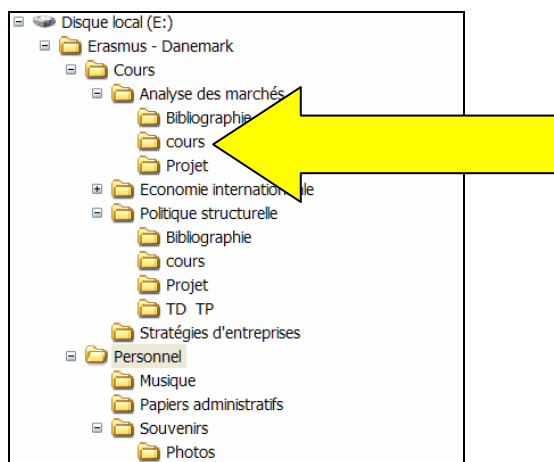 Disque local (E:)
Erasmus - Danemark
Cours
Analyse des marchés
Bibliographie
cours
Projet
Economie internationale
Politique structurelle
Bibliographie
cours
Projet
TD TP
Stratégies d'entreprises
Personnel
Musique
Papiers administratifs
Souvenirs
Photos